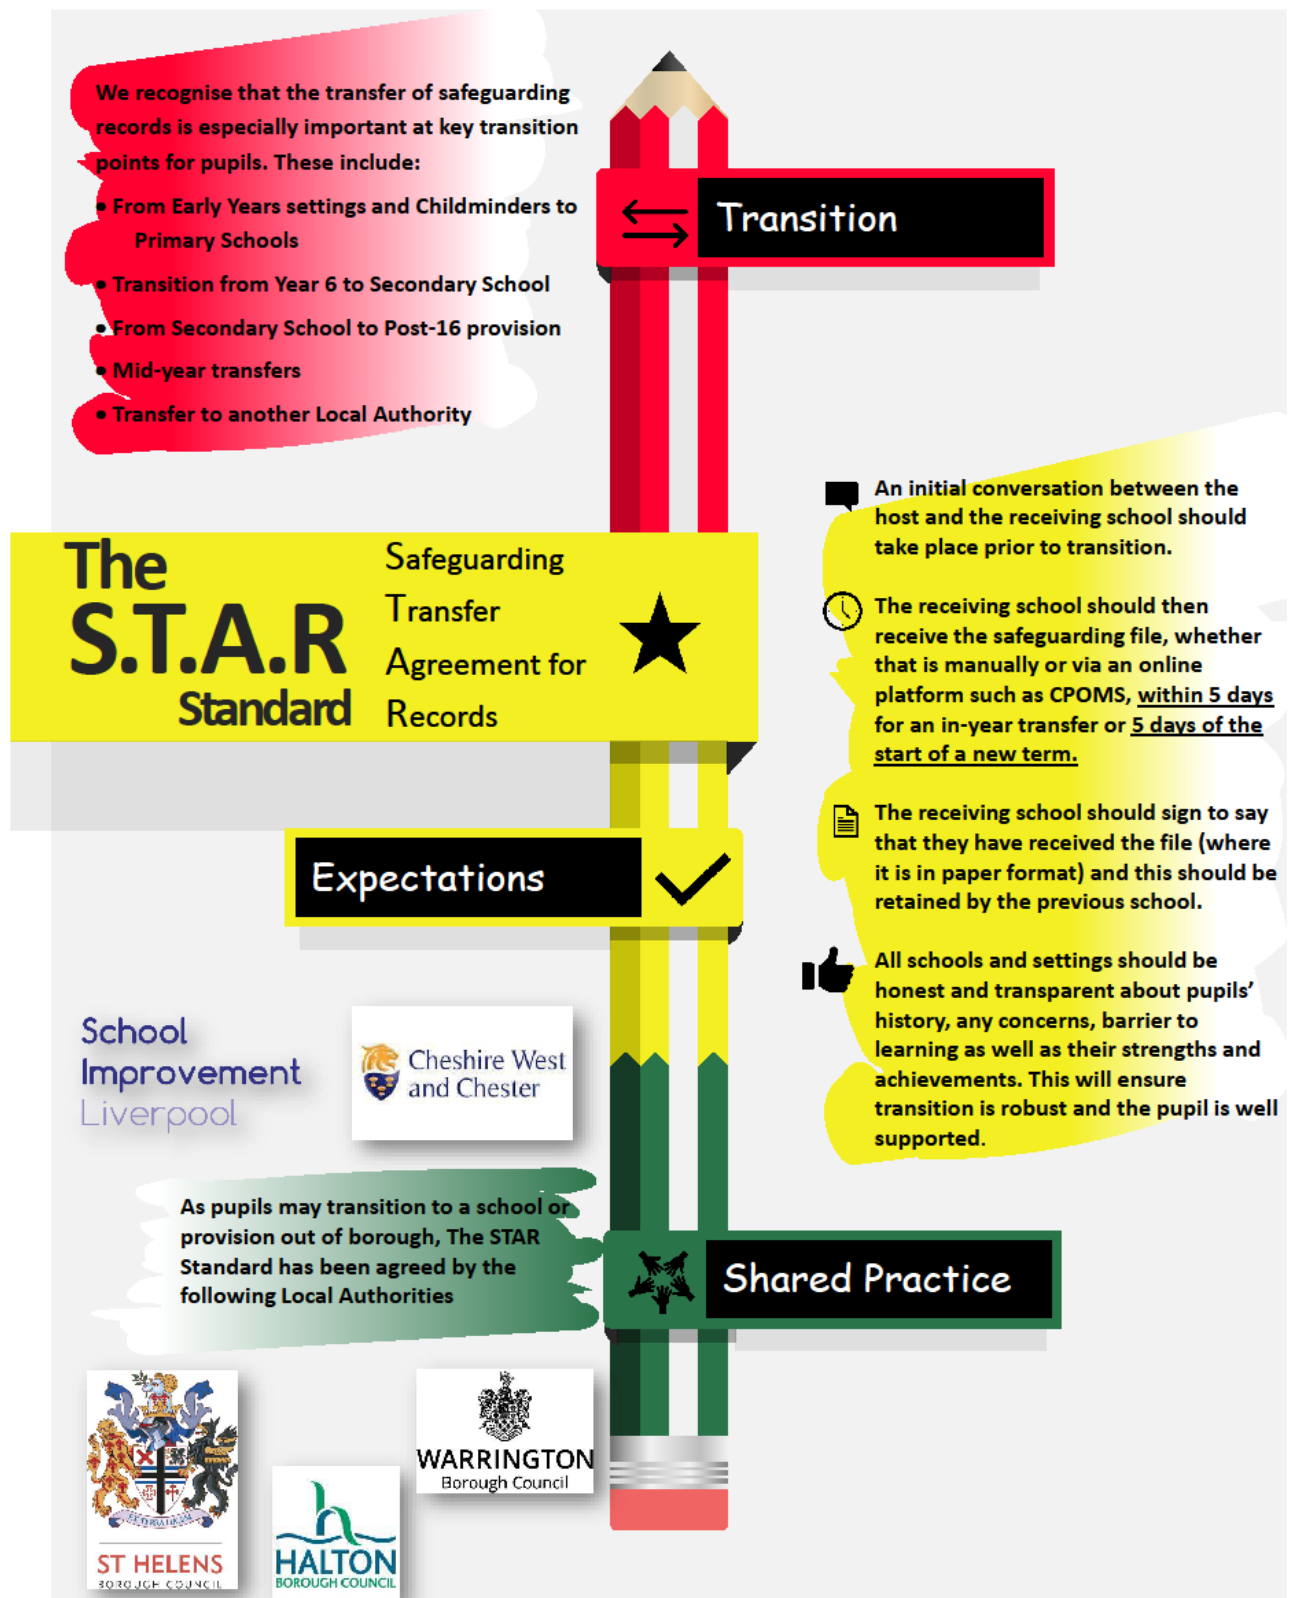 We recognise that the transfer of safeguarding
records is especially important at key transition
points for pupils. These include:
• From Early Years settings and Childminders to
Primary Schools
• Transition from Year 6 to Secondary School
• From Secondary School to Post-16 provision
• Mid-year transfers
• Transfer to another Local Authority
Transition
The
S.T.A.R
Standard
Safeguarding
Transfer
Agreement for
Records
An initial conversation between the
host and the receiving school should
take place prior to transition.
The receiving school should then
receive the safeguarding file, whether
that is manually or via an online
platform such as CPOMS, within 5 days
for an in-year transfer or 5 days of the
start of a new term.
The receiving school should sign to say
that they have received the file (where
it is in paper format) and this should be
retained by the previous school.
All schools and settings should be
honest and transparent about pupils’
history, any concerns, barrier to
learning as well as their strengths and
achievements. This will ensure
transition is robust and the pupil is well
supported.
Expectations
School
Improvement
Liverpool
Cheshire West
and Chester
As pupils may transition to a school or
provision out of borough, The STAR
Standard has been agreed by the
following Local Authorities
Shared Practice
ST HELENS
BOROUGH COUNCIL
HALTON
BOROUGH COUNCIL
WARRINGTON
Borough Council